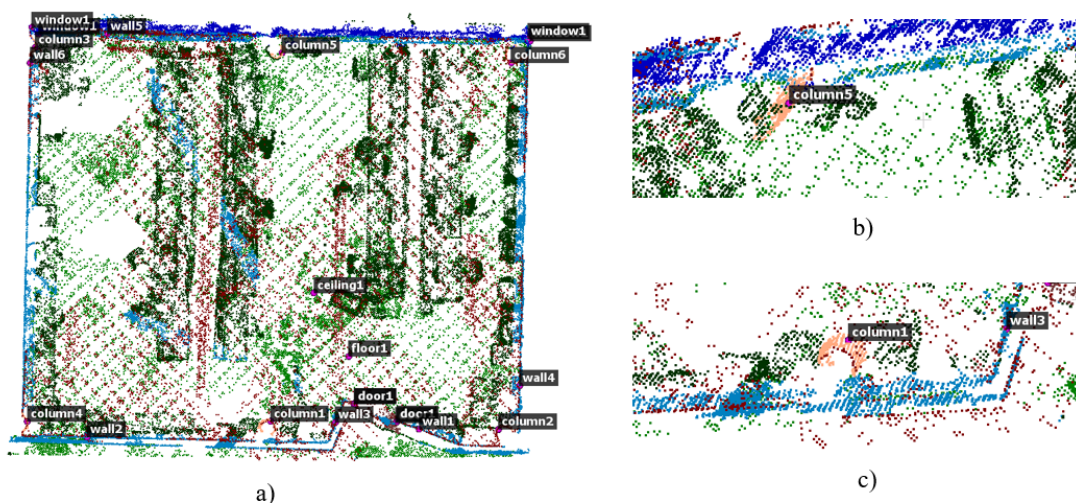 window1
window1
wall5
column3
wall6
column5
window1
column6
ceiling1
floor1
wall4
door1
column4
column1
wall3
door1
wall1
column2
wall2
a)
column5
b)
column1
wall3
c)